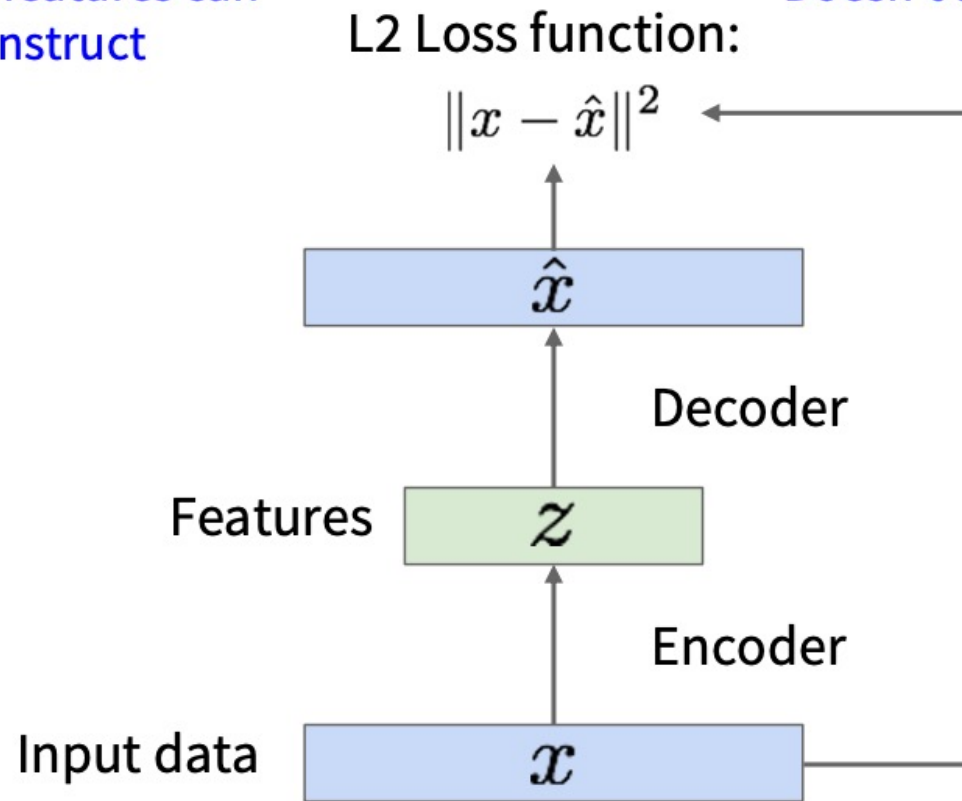 nstruct
L2 Loss function:
‖x − x̂‖²
x̂
Decoder
Features
z
Encoder
Input data
x